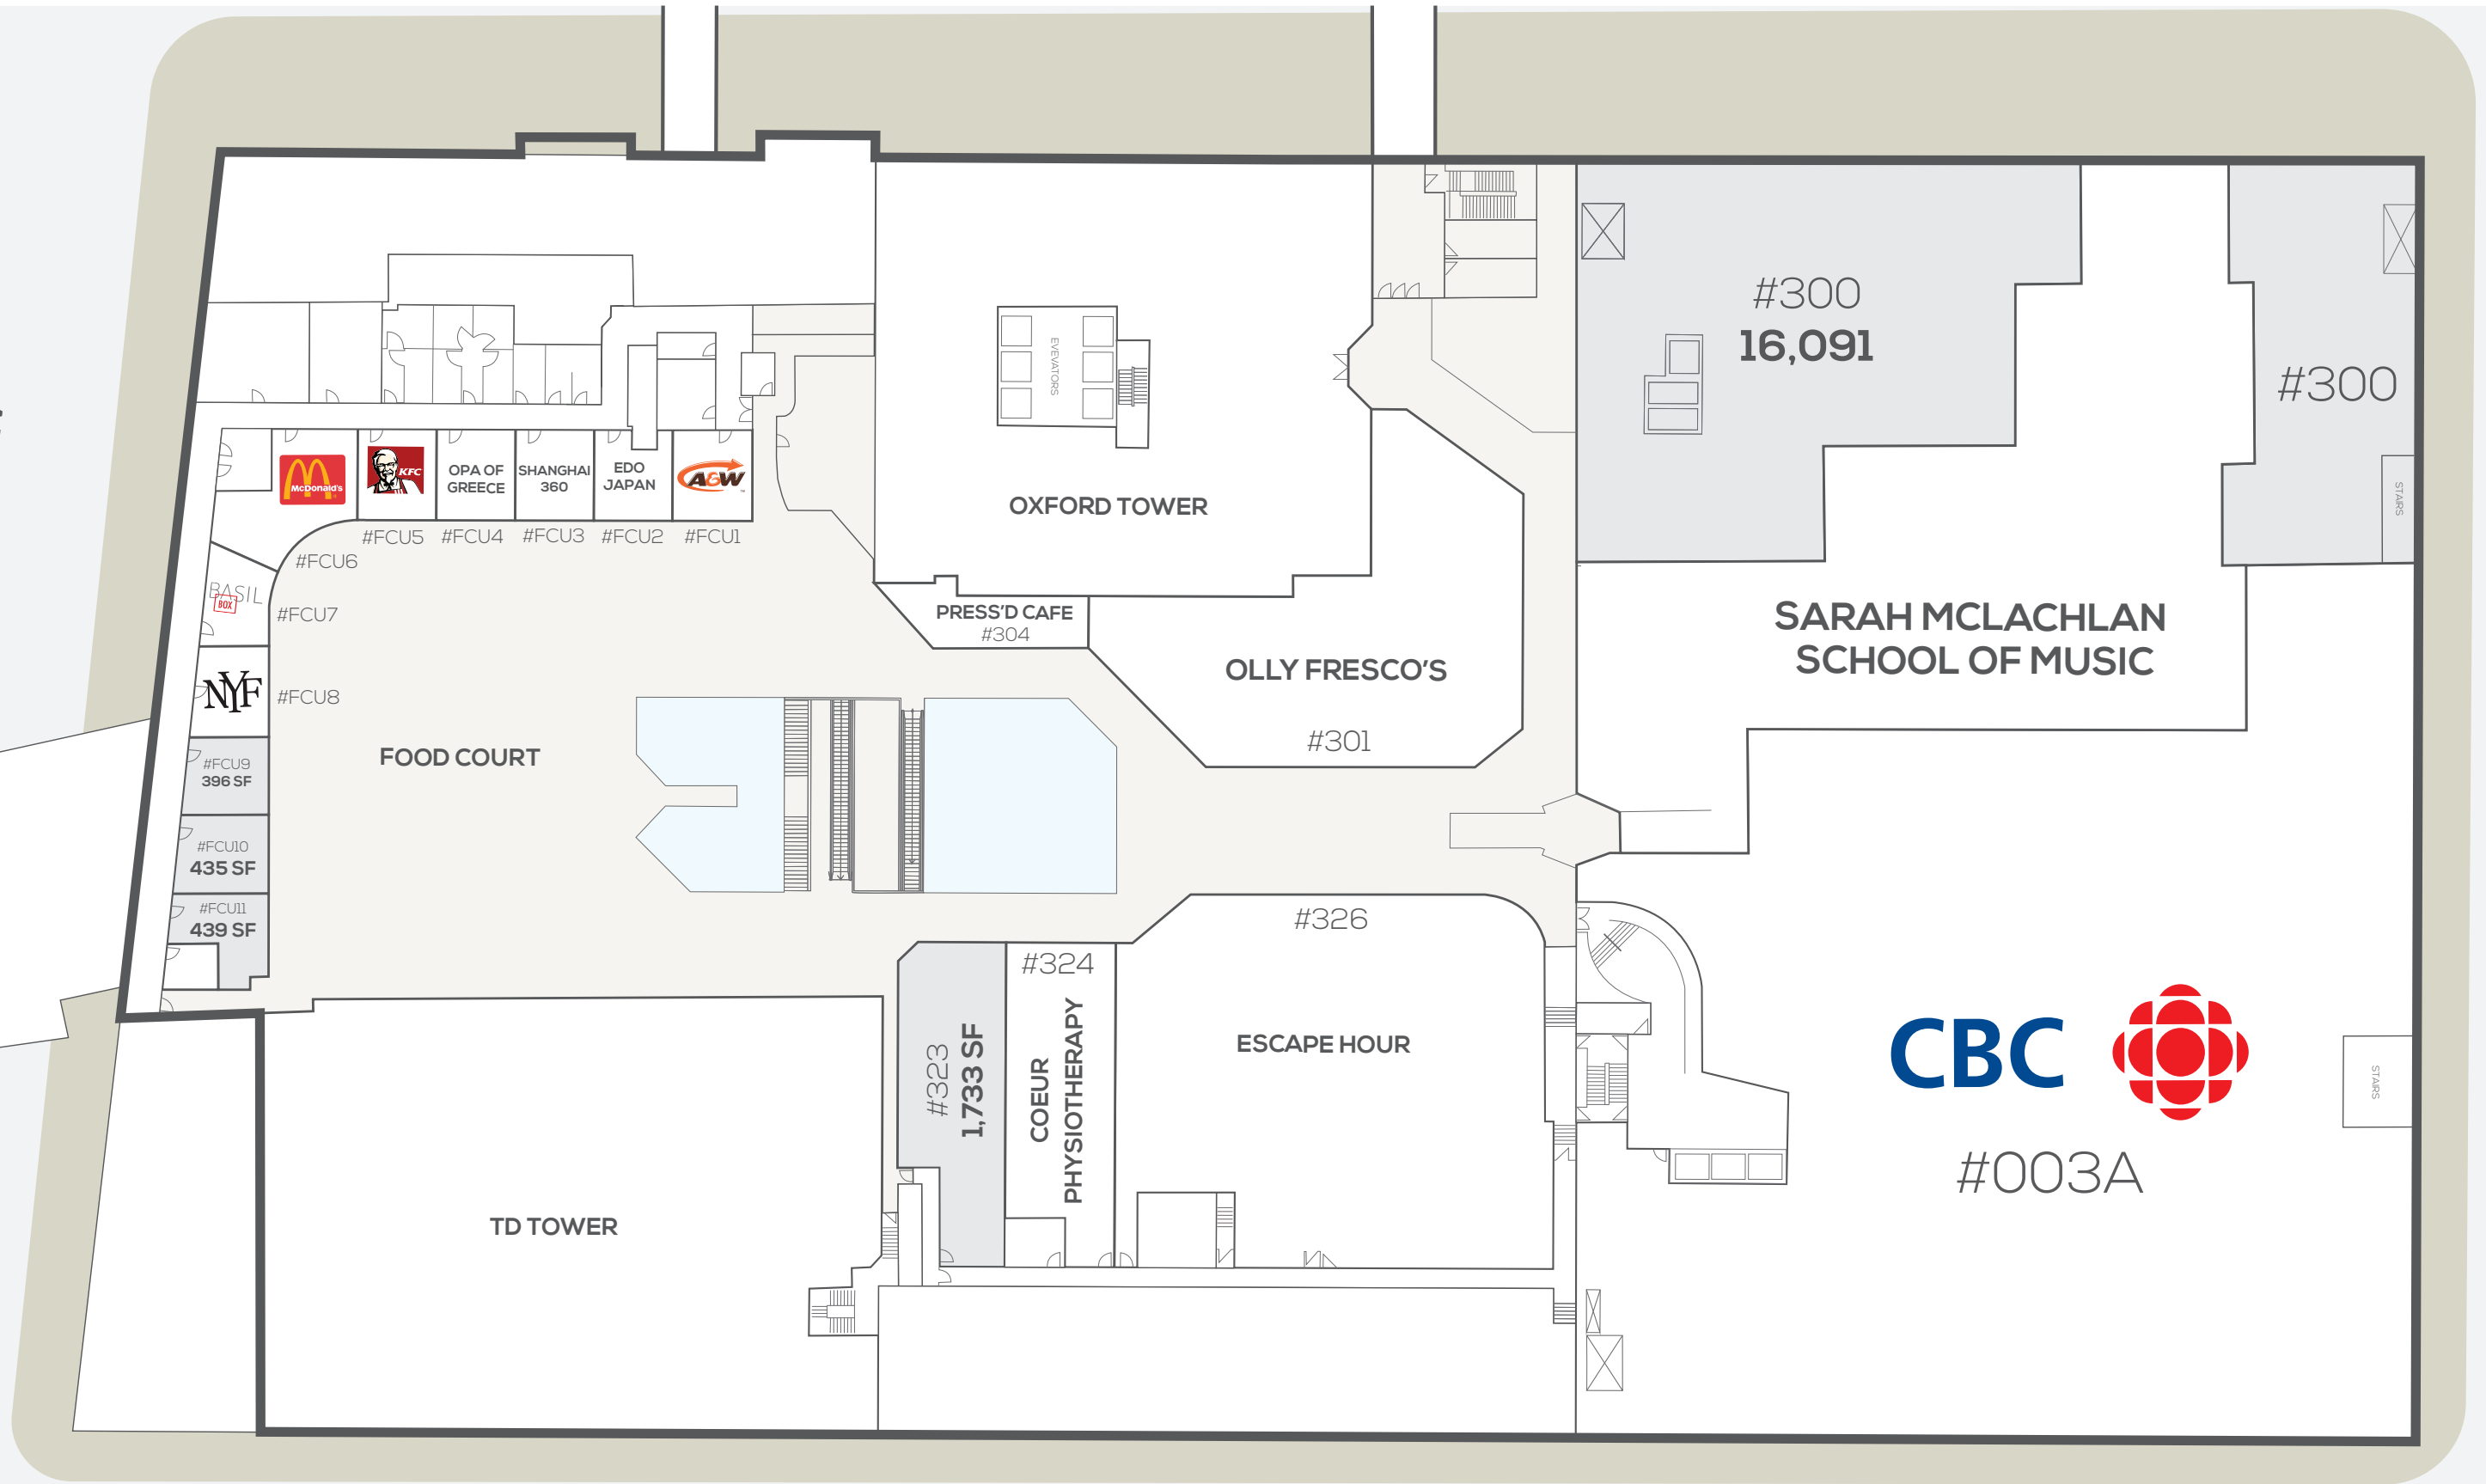 #300
16,091
#300
EVEVATORS
STAIRS
McDonald's
KFC
OPA OF
GREECE
SHANGHAI
360
EDO
JAPAN
A&W
OXFORD TOWER
#FCU5
#FCU4
#FCU3
#FCU2
#FCU1
#FCU6
BASIL
BOX
#FCU7
PRESS'D CAFE
#304
SARAH MCLACHLAN
SCHOOL OF MUSIC
OLLY FRESCO'S
#301
NYF
#FCU8
FOOD COURT
#FCU9
396 SF
#FCU10
435 SF
#FCU11
439 SF
#326
ESCAPE HOUR
#324
COEUR
PHYSIOTHERAPY
#323
1,733 SF
CBC
#003A
STAIRS
TD TOWER